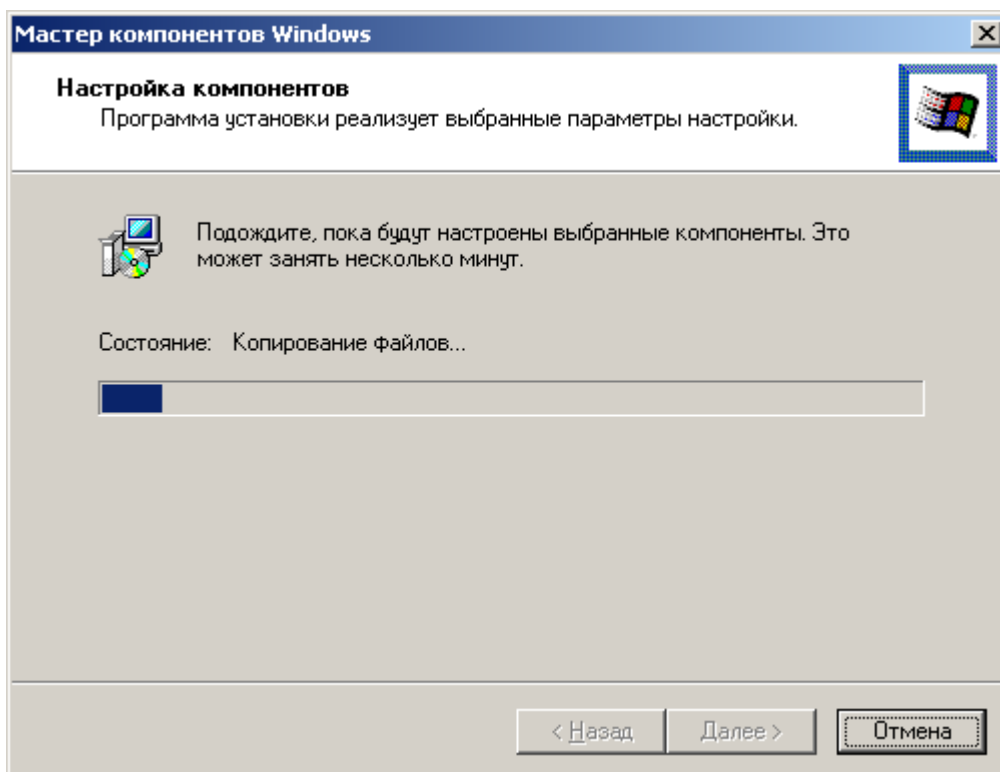 Мастер компонентов Windows
Настройка компонентов
Программа установки реализует выбранные параметры настройки.
Подождите, пока будут настроены выбранные компоненты. Это
может занять несколько минут.
Состояние: Копирование файлов...
< Назад Далее > Отмена